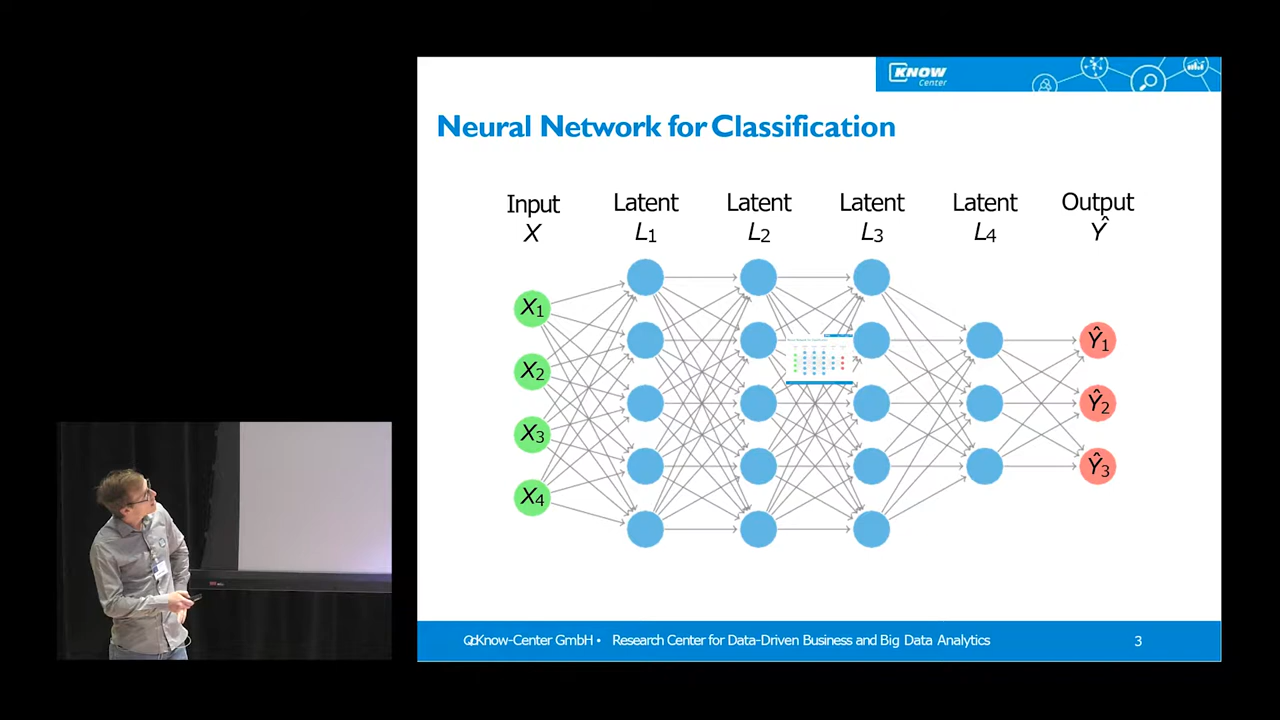 KNOW
Center
Neural Network for Classification
Input Latent Latent Latent Latent Output
X L1 L2 L3 L4 Ŷ
X1
X2
X3
X4
Ŷ1
Ŷ2
Ŷ3
Know-Center GmbH • Research Center for Data-Driven Business and Big Data Analytics 3